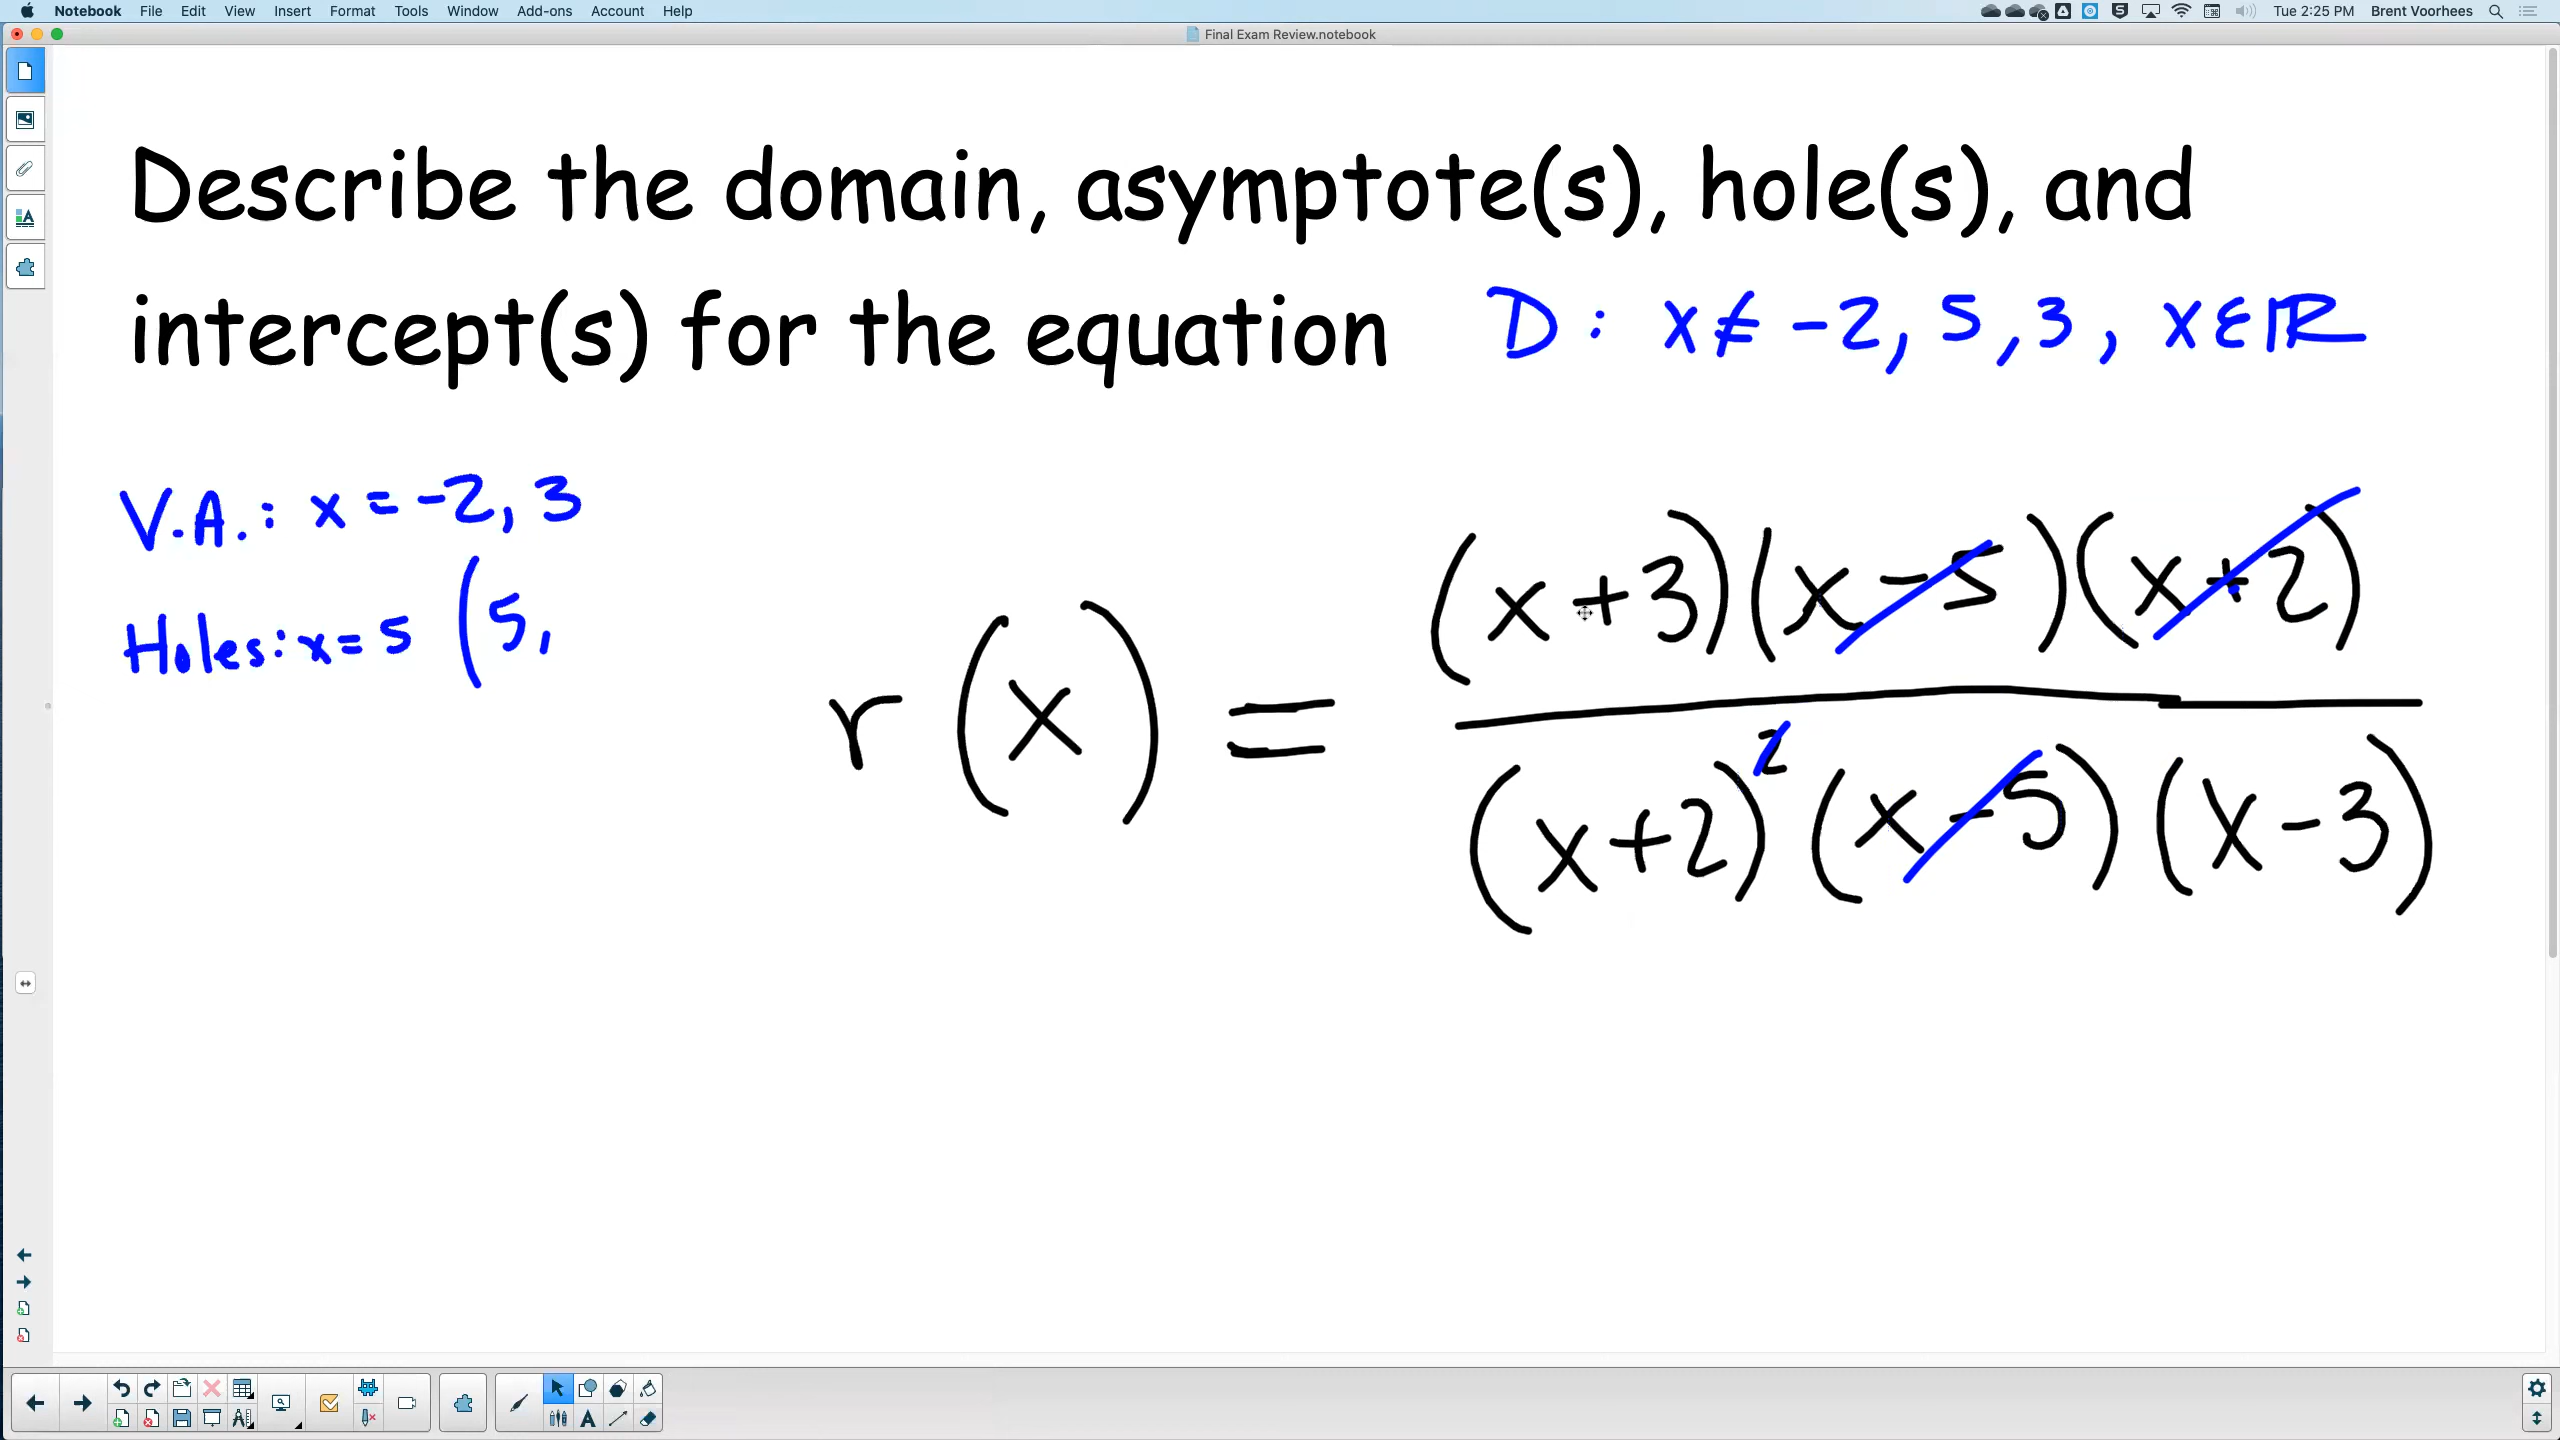 Notebook File Edit View Insert Format Tools Window Add-ons Account Help Tue 2:25 PM Brent Voorhees
Final Exam Review.notebook
Describe the domain, asymptote(s), hole(s), and
intercept(s) for the equation
D : x ≠ -2, 5, 3, x ∈ ℝ
V.A.: x = -2, 3
Holes: x = 5 (5,
r(x) = (x+3)(x-5)(x+2)
(x+2)²(x-5)(x-3)